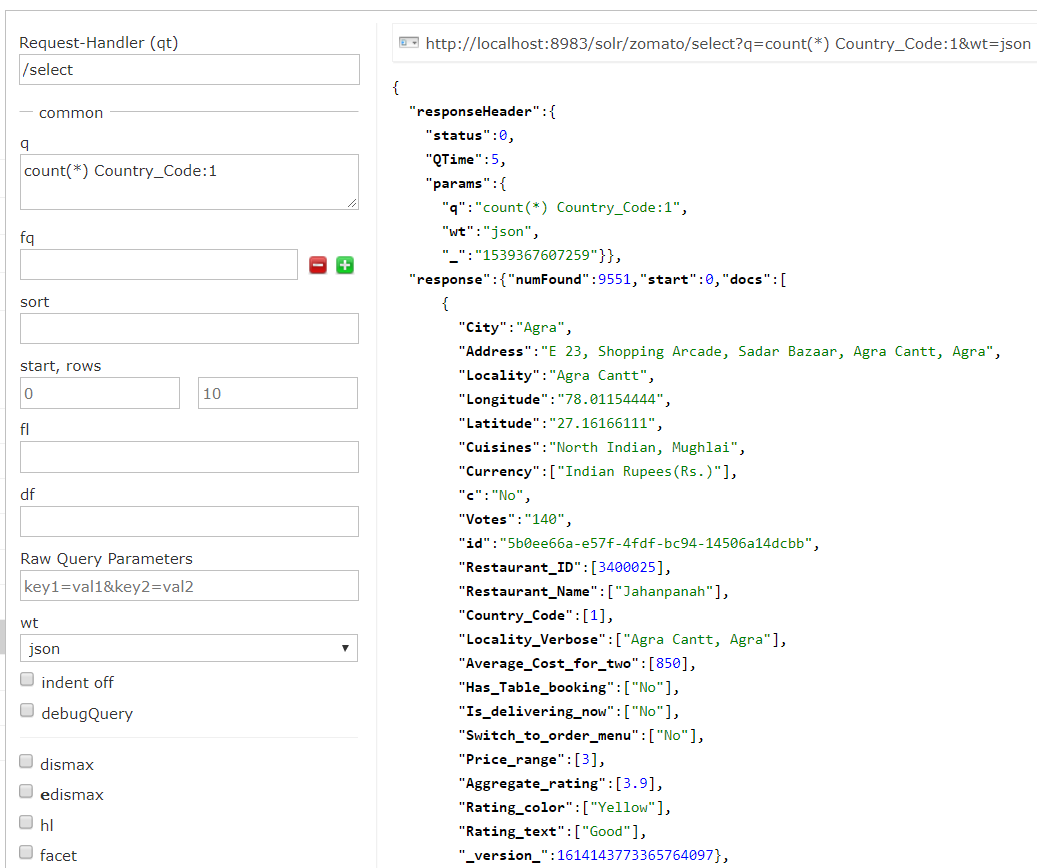 Request-Handler (qt)
/select
common
q
count(*) Country_Code:1
fq
sort
start, rows
0 10
fl
df
Raw Query Parameters
key1=val1&key2=val2
wt
json
indent off
debugQuery
dismax
edismax
hl
facet
http://localhost:8983/solr/zomato/select?q=count(*) Country_Code:1&wt=json
{
"responseHeader":{
"status":0,
"QTime":5,
"params":{
"q":"count(*) Country_Code:1",
"wt":"json",
"_":"1539367607259"}},
"response":{"numFound":9551,"start":0,"docs":[
{
"City":"Agra",
"Address":"E 23, Shopping Arcade, Sadar Bazaar, Agra Cantt, Agra",
"Locality":"Agra Cantt",
"Longitude":"78.01154444",
"Latitude":"27.16166111",
"Cuisines":"North Indian, Mughlai",
"Currency":["Indian Rupees(Rs.)"],
"c":"No",
"Votes":"140",
"id":"5b0ee66a-e57f-4fdf-bc94-14506a14dcbb",
"Restaurant_ID":[3400025],
"Restaurant_Name":["Jahanpanah"],
"Country_Code":[1],
"Locality_Verbose":["Agra Cantt, Agra"],
"Average_Cost_for_two":[850],
"Has_Table_booking":["No"],
"Is_delivering_now":["No"],
"Switch_to_order_menu":["No"],
"Price_range":[3],
"Aggregate_rating":[3.9],
"Rating_color":["Yellow"],
"Rating_text":["Good"],
"_version_":1614143773365764097},